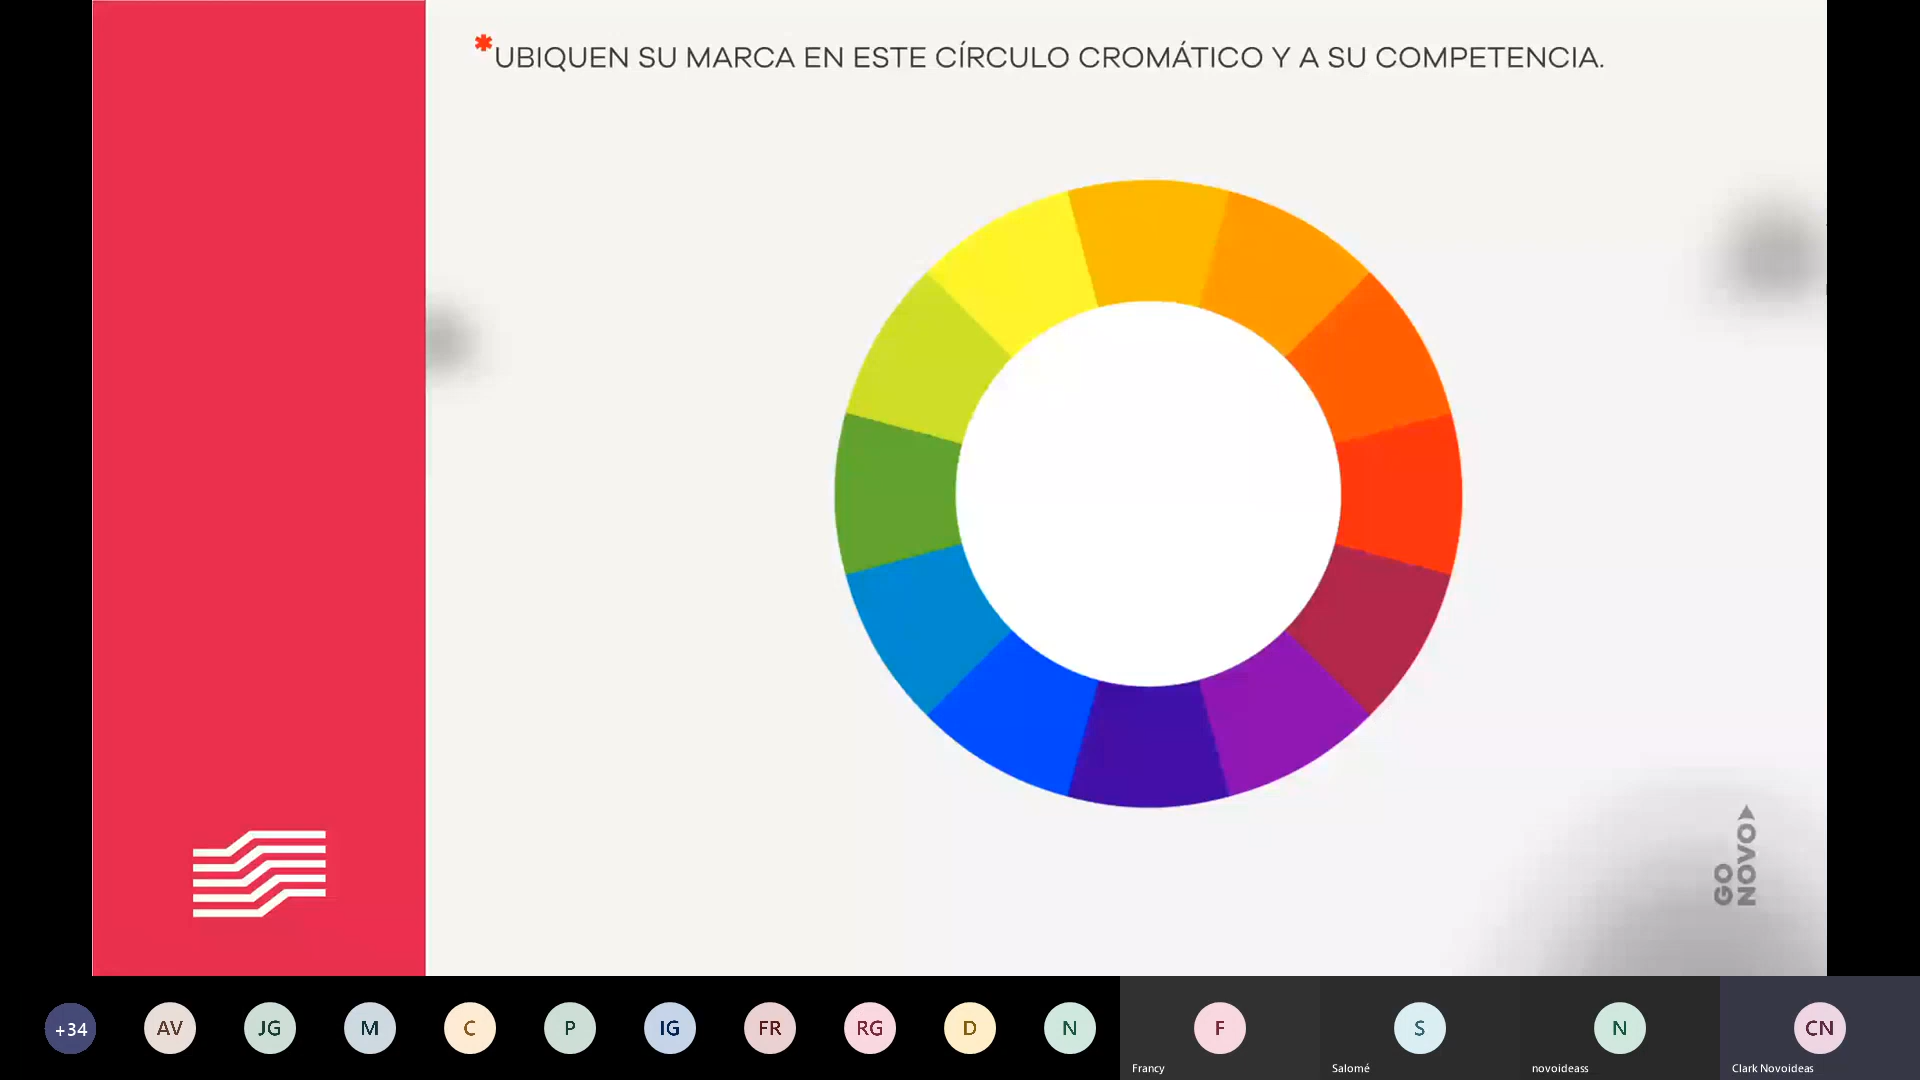 *UBIQUEN SU MARCA EN ESTE CÍRCULO CROMÁTICO Y A SU COMPETENCIA.
GO
NOVO
+34
AV
JG
M
C
P
IG
FR
RG
D
N
F
S
N
CN
Francy
Salomé
novoideass
Clark Novoideas